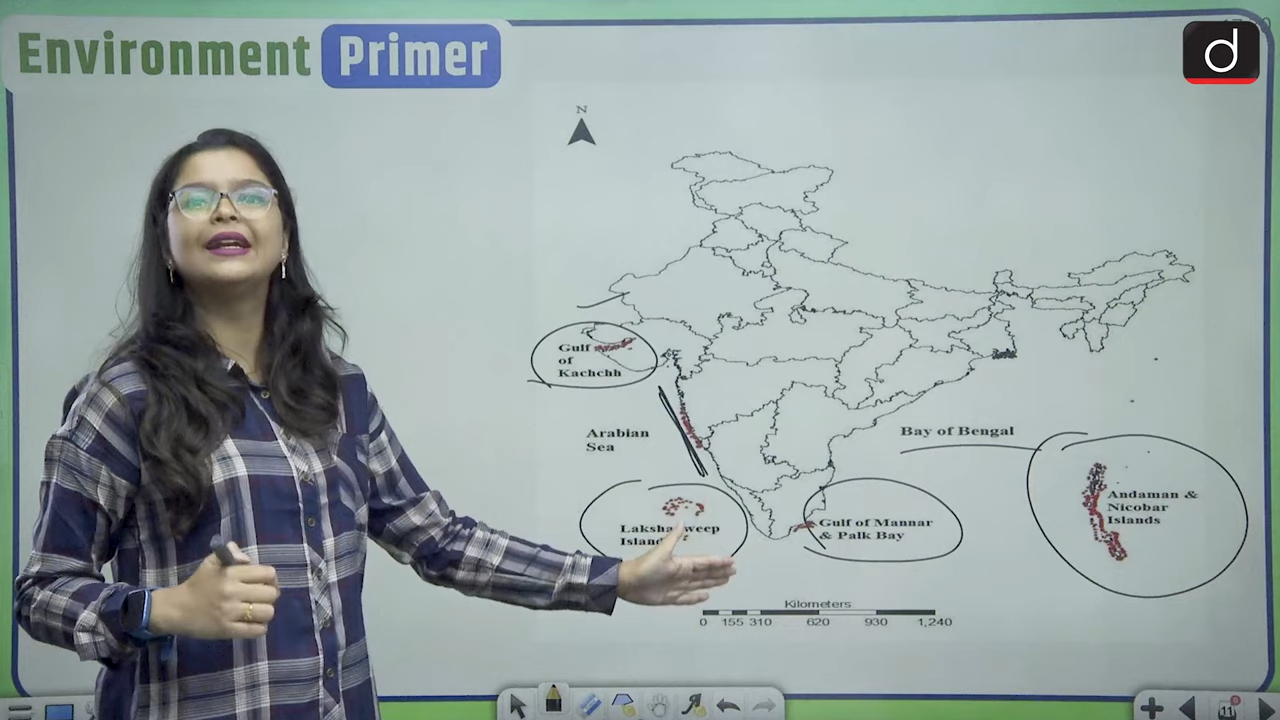 Environment Primer
d
N
Gulf
of
Kachchh
Arabian
Sea
Bay of Bengal
Andaman &
Nicobar
Islands
Gulf of Mannar
& Palk Bay
Kilometers
0 155 310 620 930 1,240
11